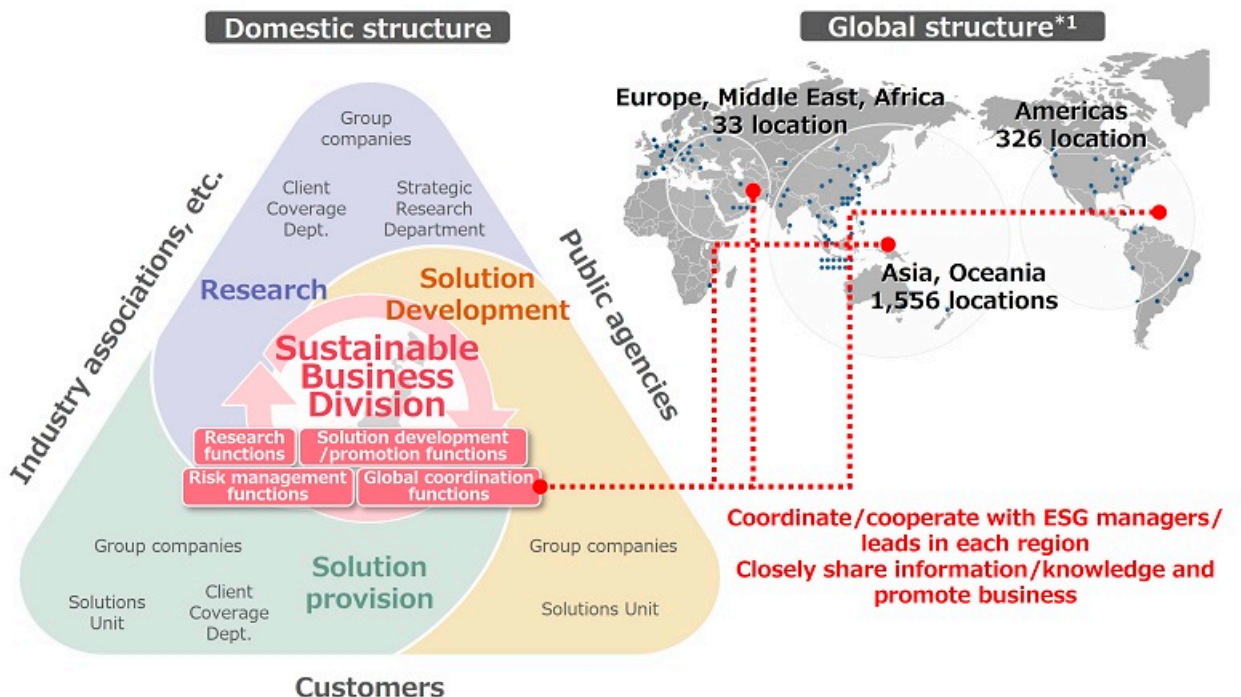 Domestic structure
Group
companies
Client
Coverage
Dept.
Strategic
Research
Department
Industry associations, etc.
Public agencies
Research
Solution
Development
Sustainable
Business
Division
Research
functions
Solution development
/promotion functions
Risk management
functions
Global coordination
functions
Group companies
Solutions
Unit
Client
Coverage
Dept.
Solution
provision
Group companies
Solutions Unit
Customers
Global structure*1
Europe, Middle East, Africa
33 location
Americas
326 location
Asia, Oceania
1,556 locations
Coordinate/cooperate with ESG managers/
leads in each region
Closely share information/knowledge and
promote business